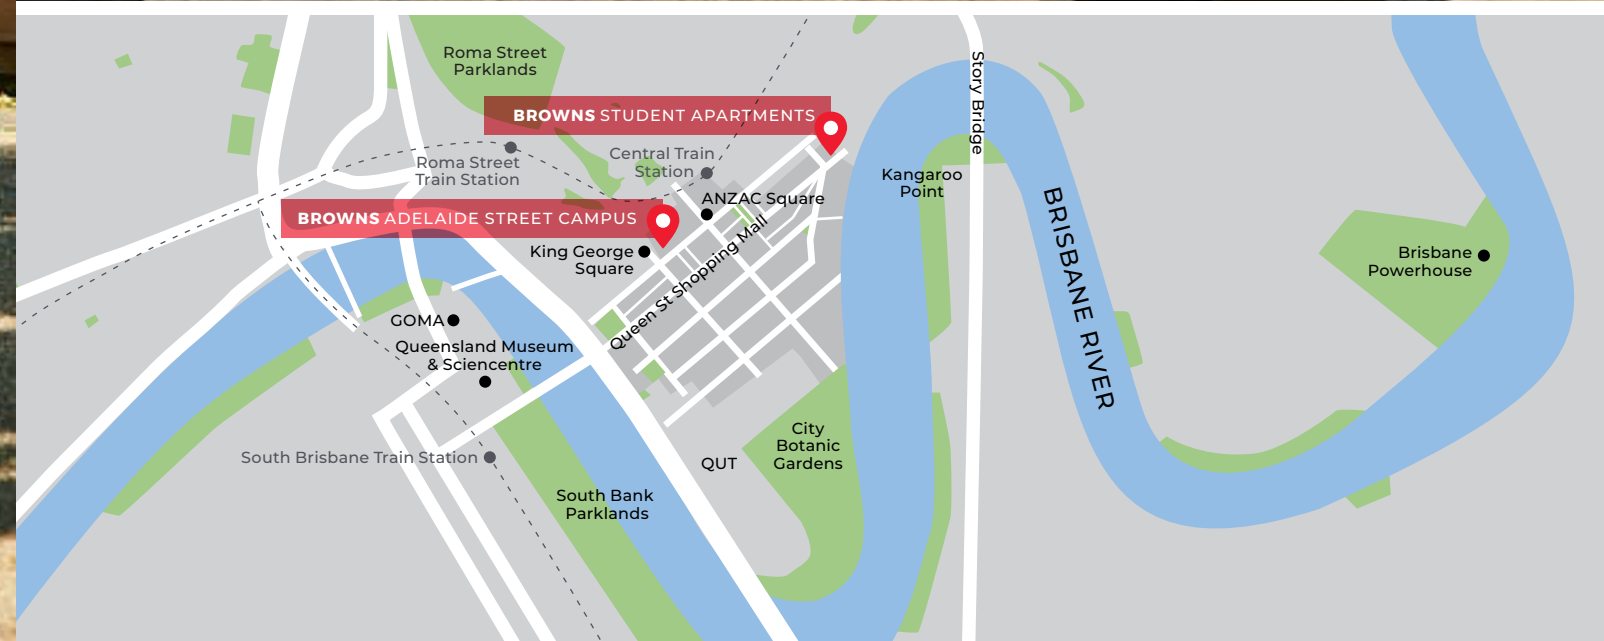 Roma Street
Parklands
Story Bridge
BROWNS STUDENT APARTMENTS
Roma Street
Train Station
Central Train
Station
Kangaroo
Point
ANZAC Square
BROWNS ADELAIDE STREET CAMPUS
King George
Square
Queen St Shopping Mall
BRISBANE RIVER
Brisbane
Powerhouse
GOMA
Queensland Museum
& Sciencentre
South Brisbane Train Station
QUT
City
Botanic
Gardens
South Bank
Parklands